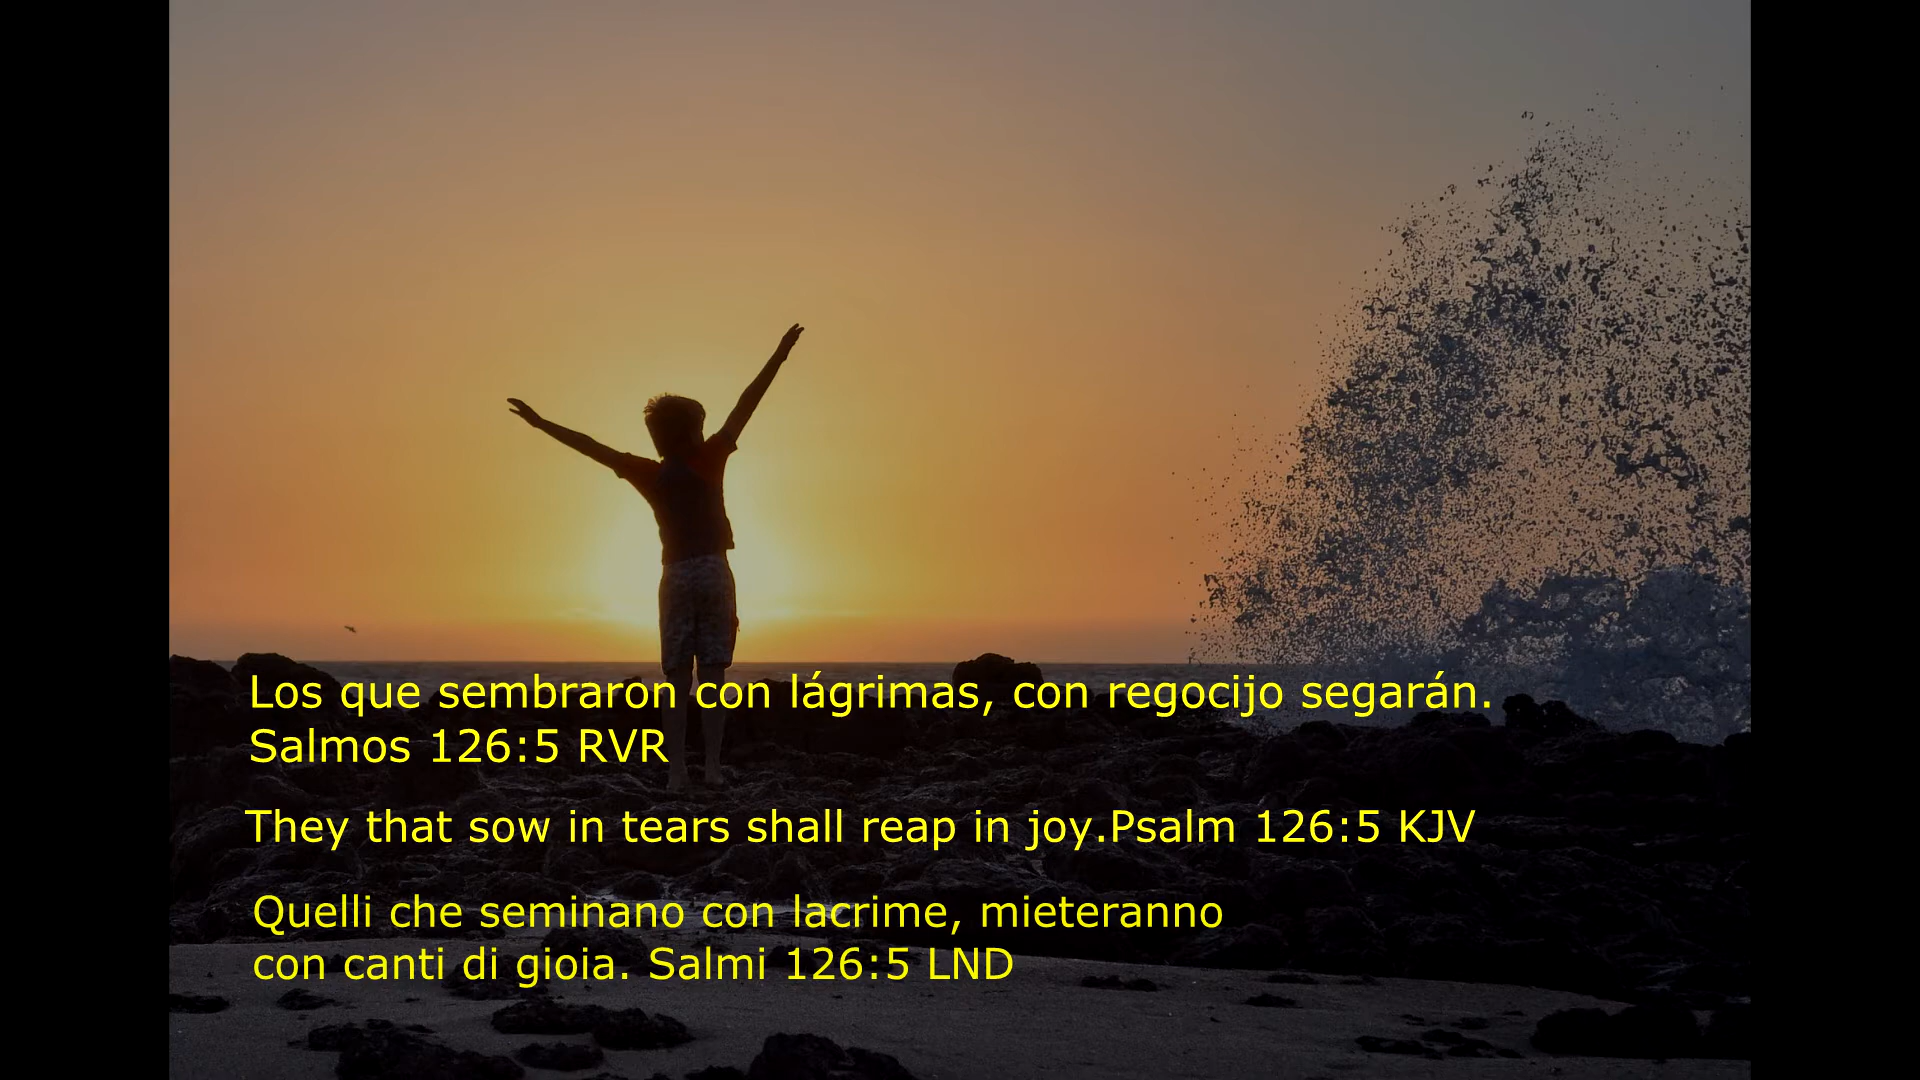 Los que sembraron con lágrimas, con regocijo segarán.
Salmos 126:5 RVR
They that sow in tears shall reap in joy.Psalm 126:5 KJV
Quelli che seminano con lacrime, mieteranno
con canti di gioia. Salmi 126:5 LND